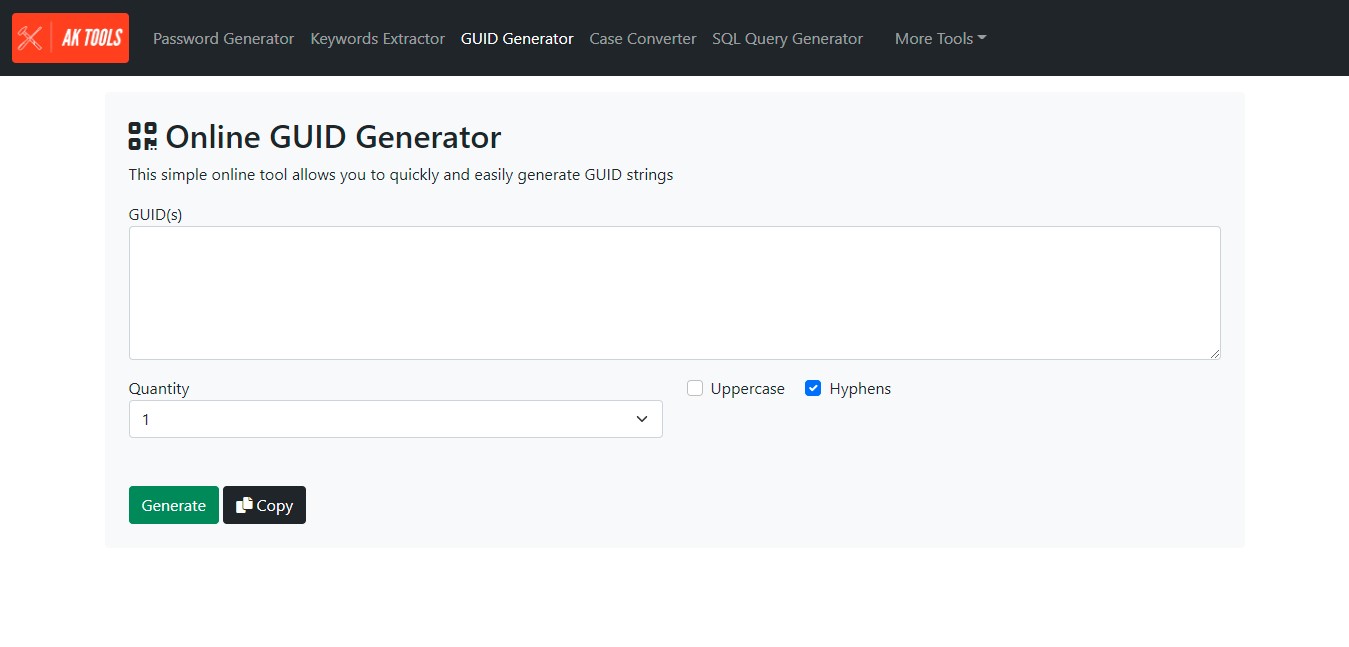 AK TOOLS
Password Generator Keywords Extractor GUID Generator Case Converter SQL Query Generator More Tools
Online GUID Generator
This simple online tool allows you to quickly and easily generate GUID strings
GUID(s)
Quantity Uppercase Hyphens
1
Generate Copy